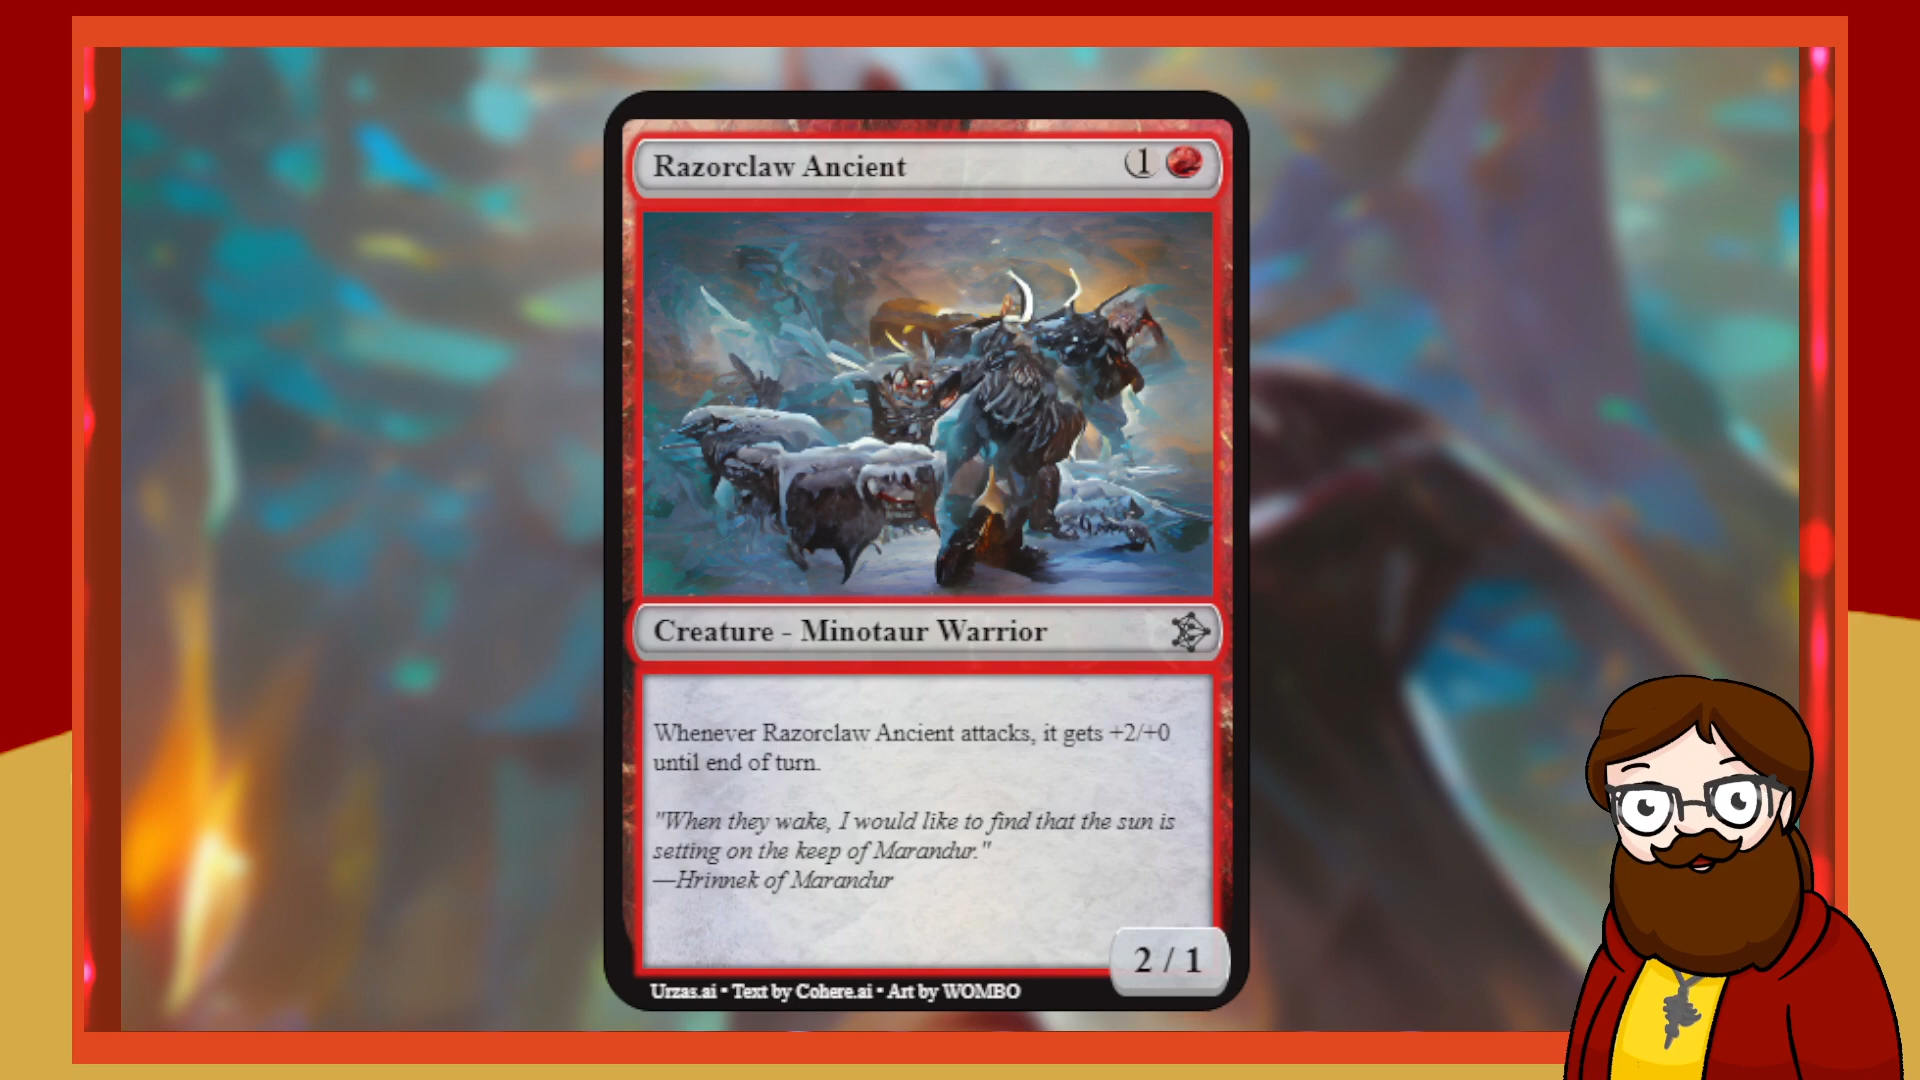 Razorclaw Ancient 1
Creature - Minotaur Warrior
Whenever Razorclaw Ancient attacks, it gets +2/+0
until end of turn.
"When they wake, I would like to find that the sun is
setting on the keep of Marandur."
—Hrinnek of Marandur
2 / 1
Urzas.ai • Text by Cohere.ai • Art by WOMBO